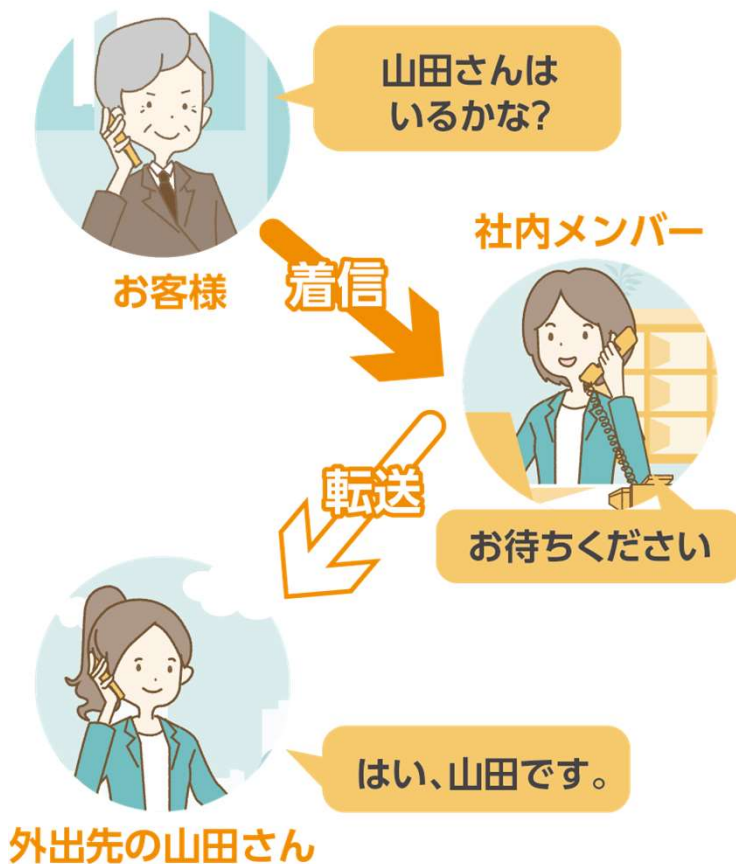 山田さんは
いるかな?
お客様
着信
社内メンバー
転送
お待ちください
はい、山田です。
外出先の山田さん